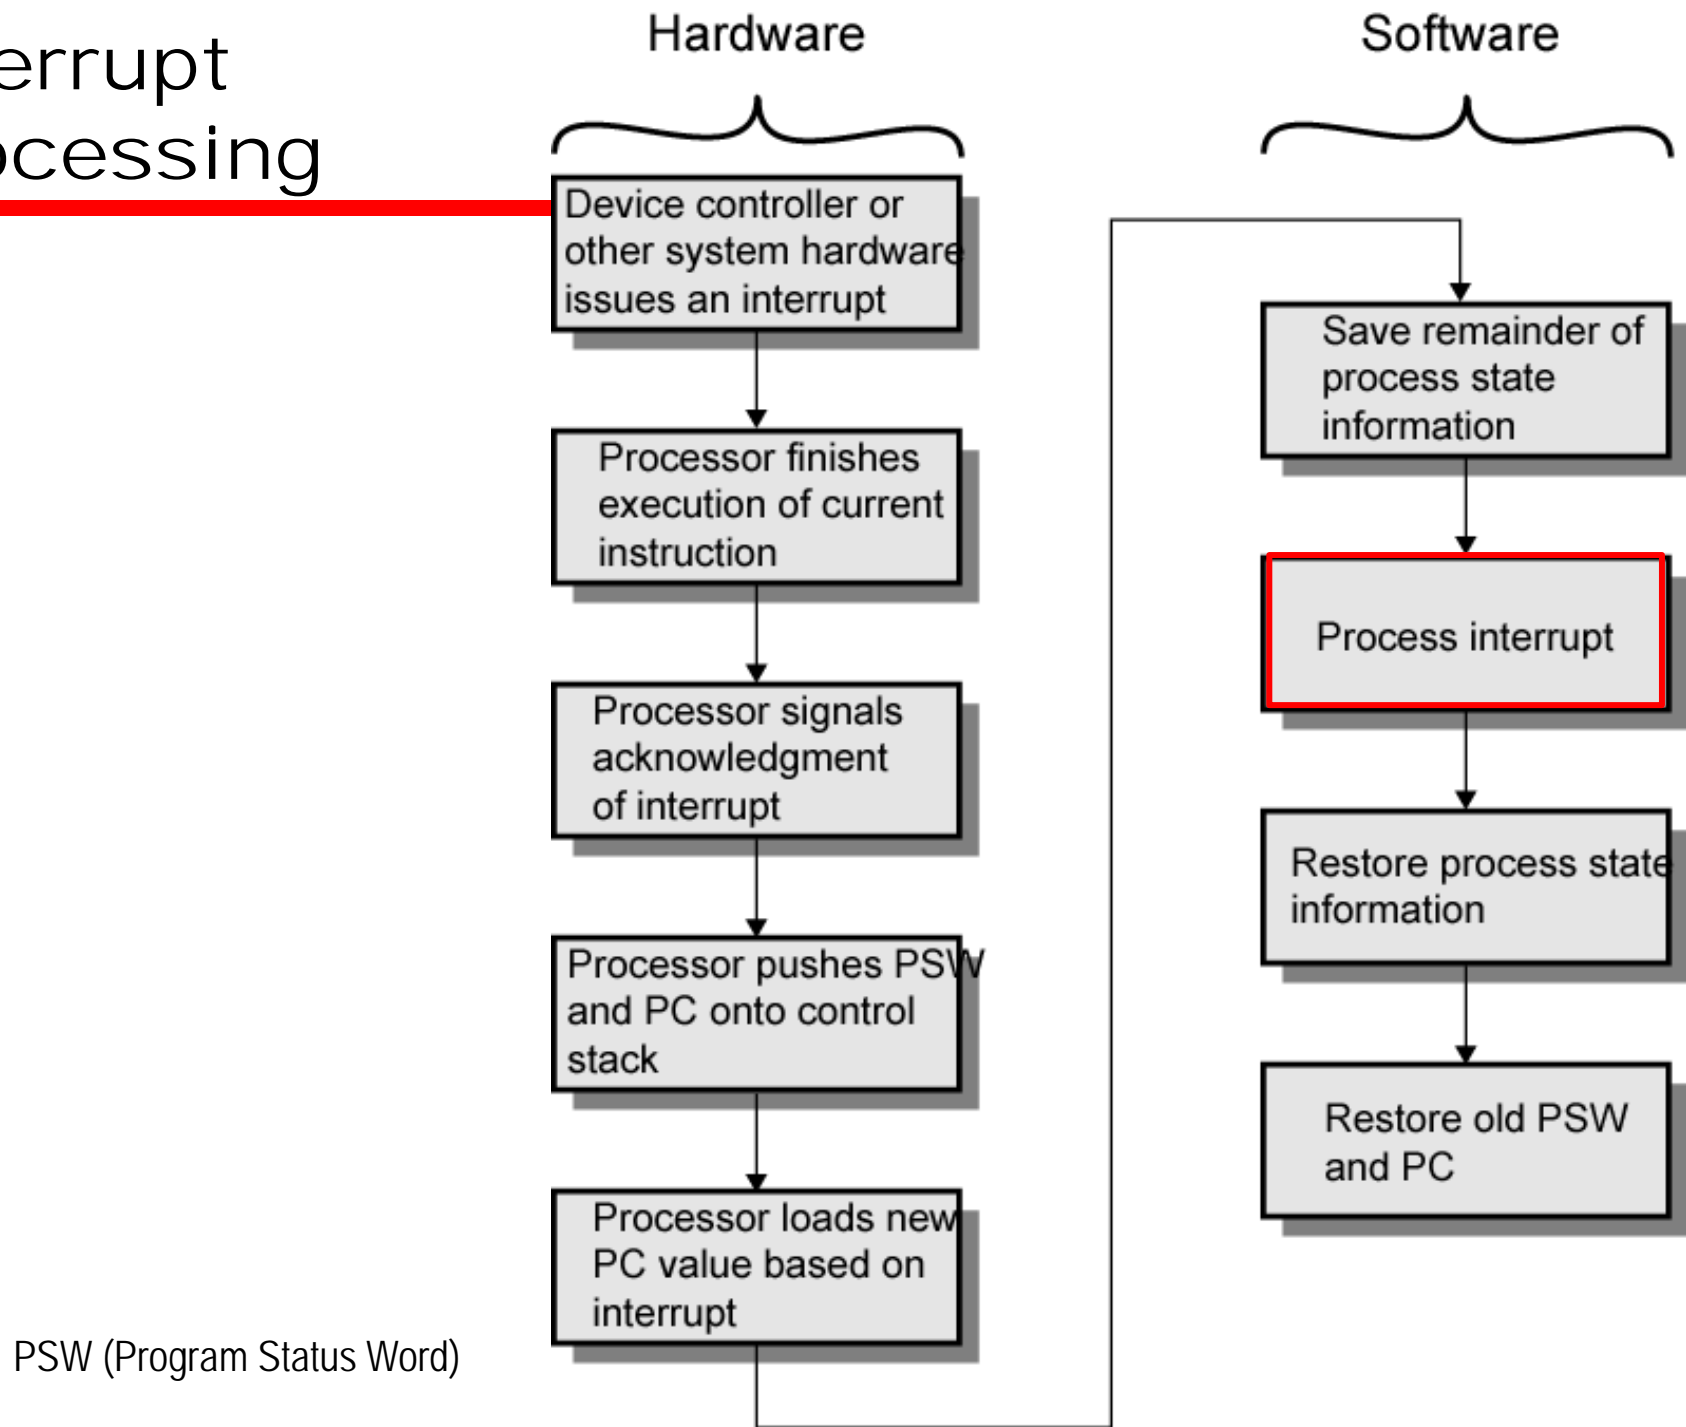 errupt
ocessing
Hardware
Device controller or
other system hardware
issues an interrupt
Processor finishes
execution of current
instruction
Processor signals
acknowledgment
of interrupt
Processor pushes PSW
and PC onto control
stack
Processor loads new
PC value based on
interrupt
Software
Save remainder of
process state
information
Process interrupt
Restore process state
information
Restore old PSW
and PC
PSW (Program Status Word)